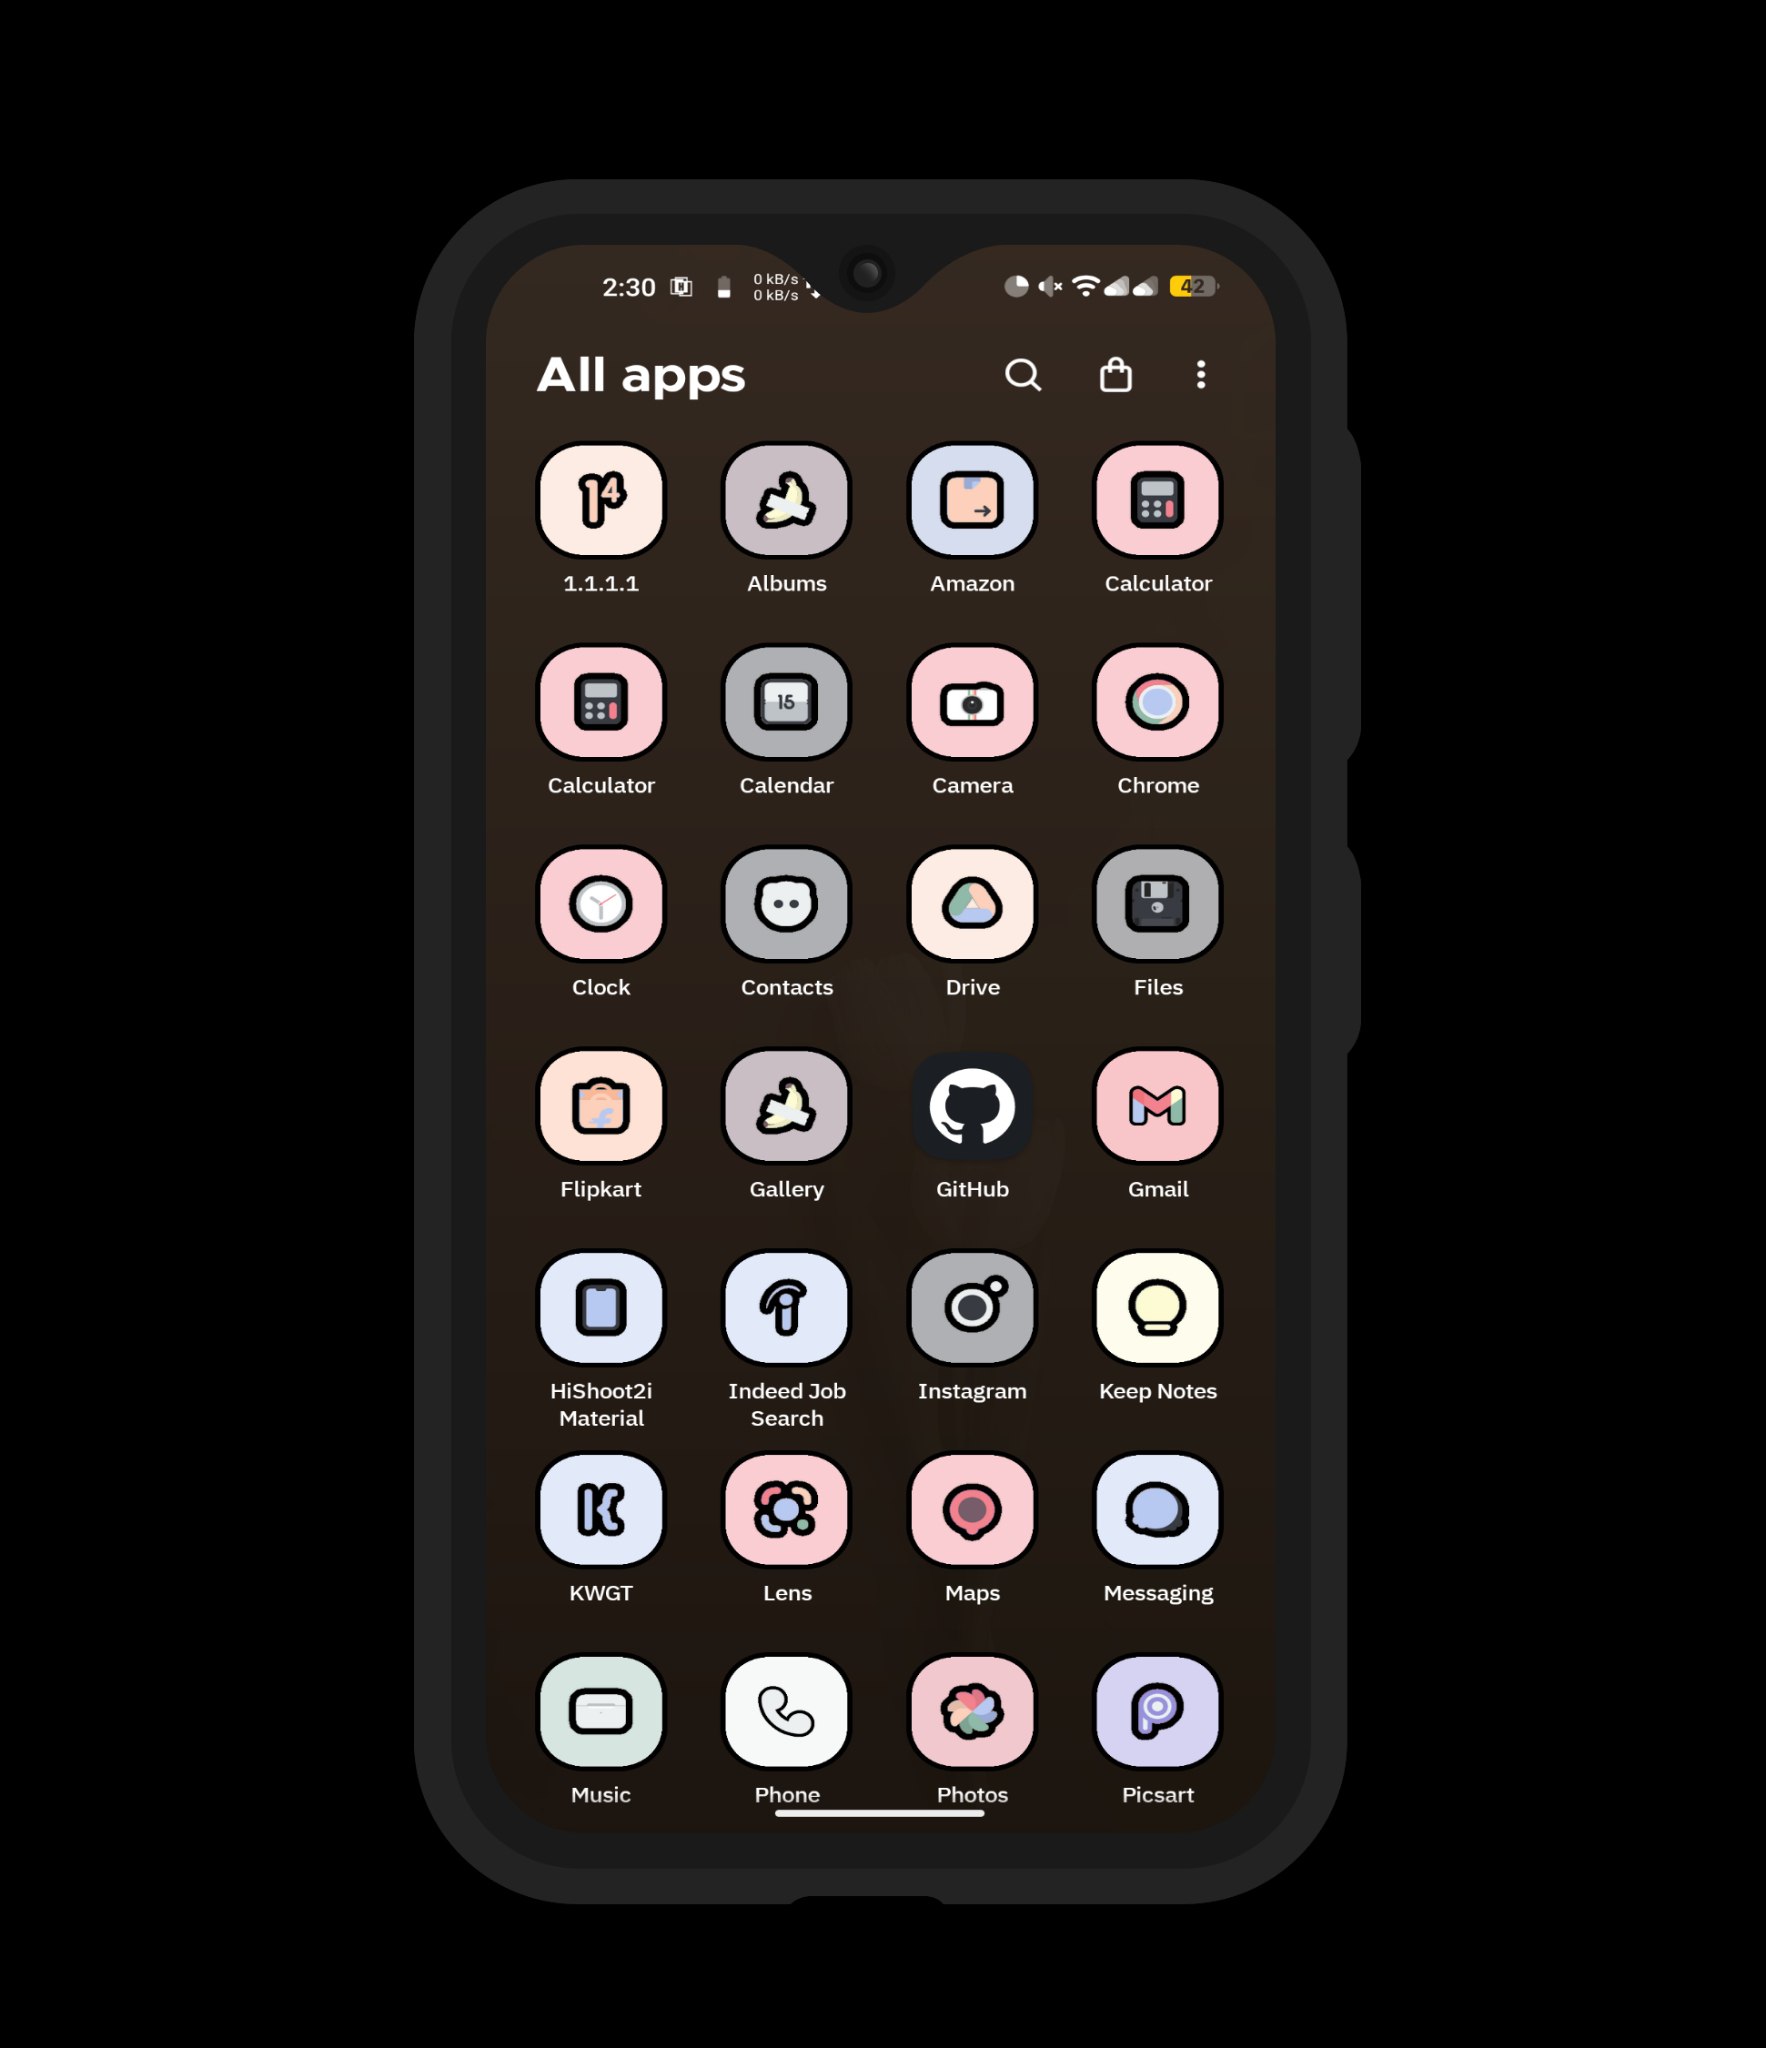 2:30 0 kB/s 42
0 kB/s
All apps
14
1.1.1.1 Albums Amazon Calculator
15
Calculator Calendar Camera Chrome
Clock Contacts Drive Files
Flipkart Gallery GitHub Gmail
HiShoot2i Indeed Job Instagram Keep Notes
Material Search
KWGT Lens Maps Messaging
Music Phone Photos Picsart